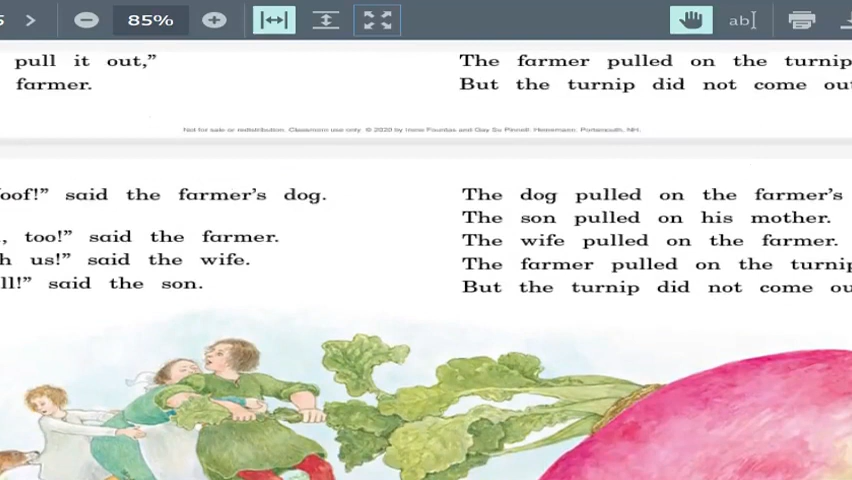 85%
ab
pull it out,”
farmer.
The farmer pulled on the turnip
But the turnip did not come out
Not for sale or redistribution. Classroom use only. © 2020 by Irene Fountas and Gay Su Pinnell. Heinemann, Portsmouth, NH.
oof!” said the farmer’s dog.
, too!” said the farmer.
h us!” said the wife.
ll!” said the son.
The dog pulled on the farmer’s
The son pulled on his mother.
The wife pulled on the farmer.
The farmer pulled on the turnip
But the turnip did not come ou